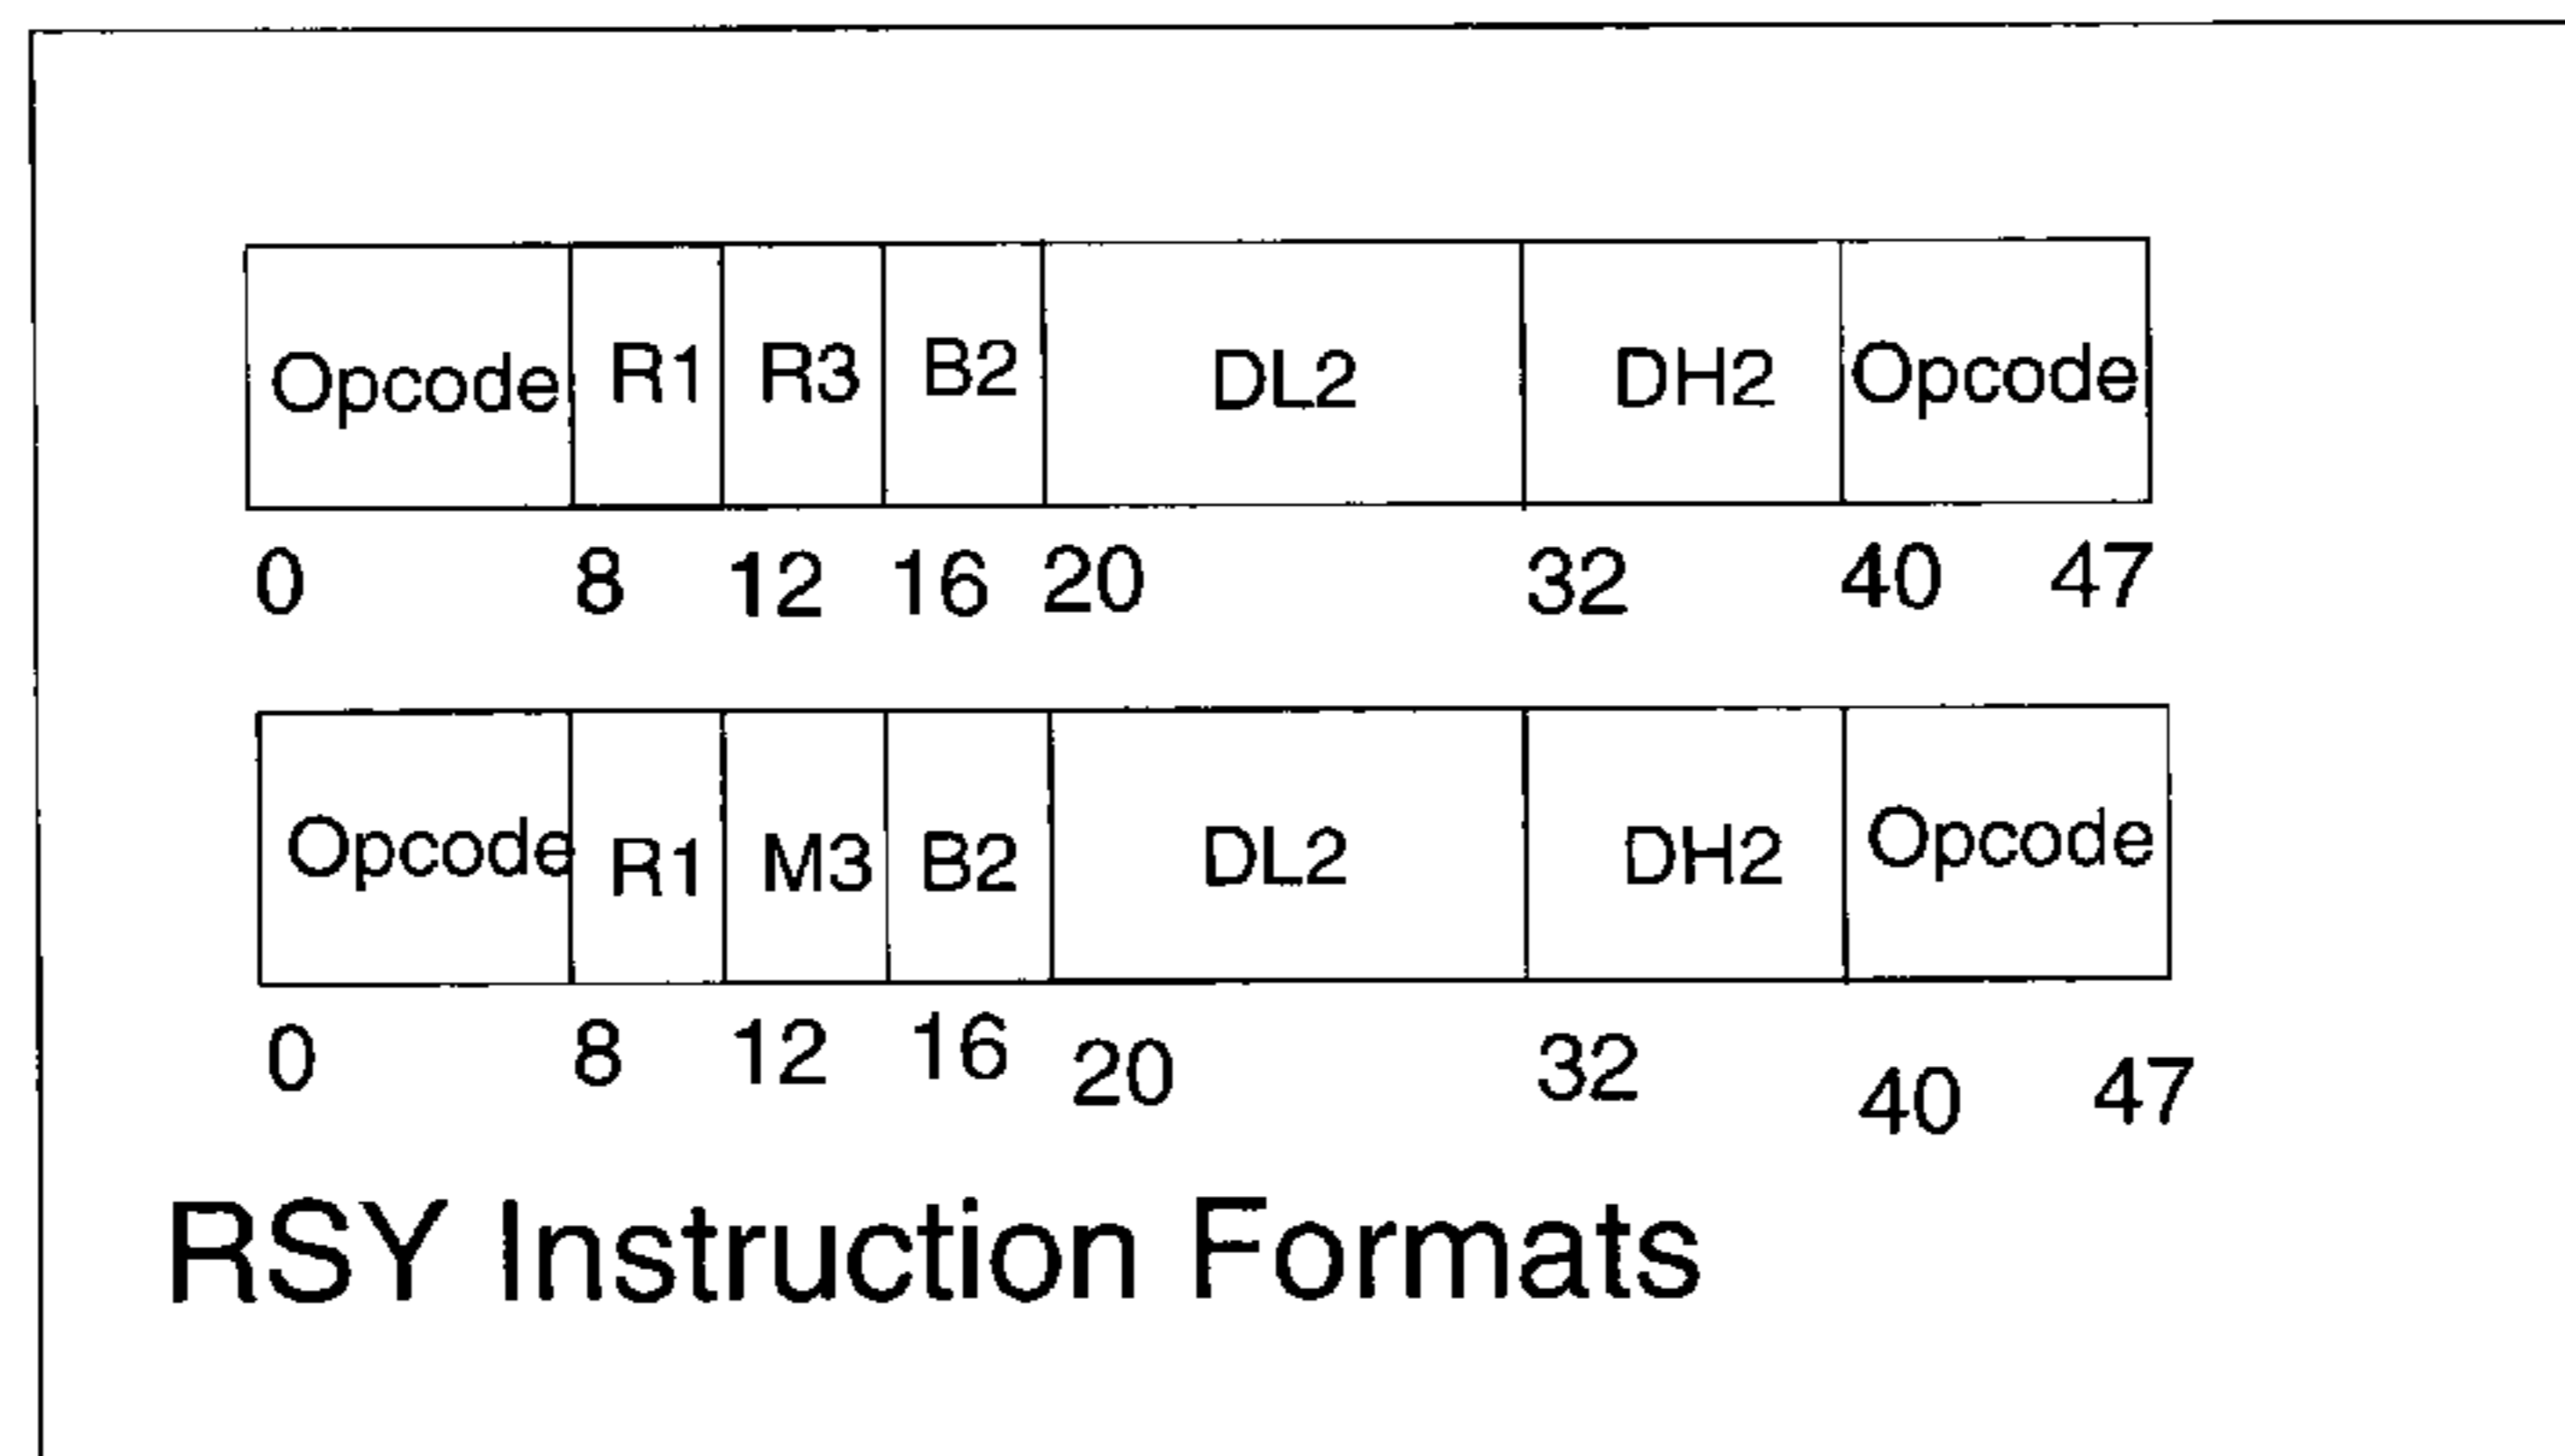 Opcode R1 R3 B2 DL2 DH2 Opcode
0 8 12 16 20 32 40 47
Opcode R1 M3 B2 DL2 DH2 Opcode
0 8 12 16 20 32 40 47
RSY Instruction Formats